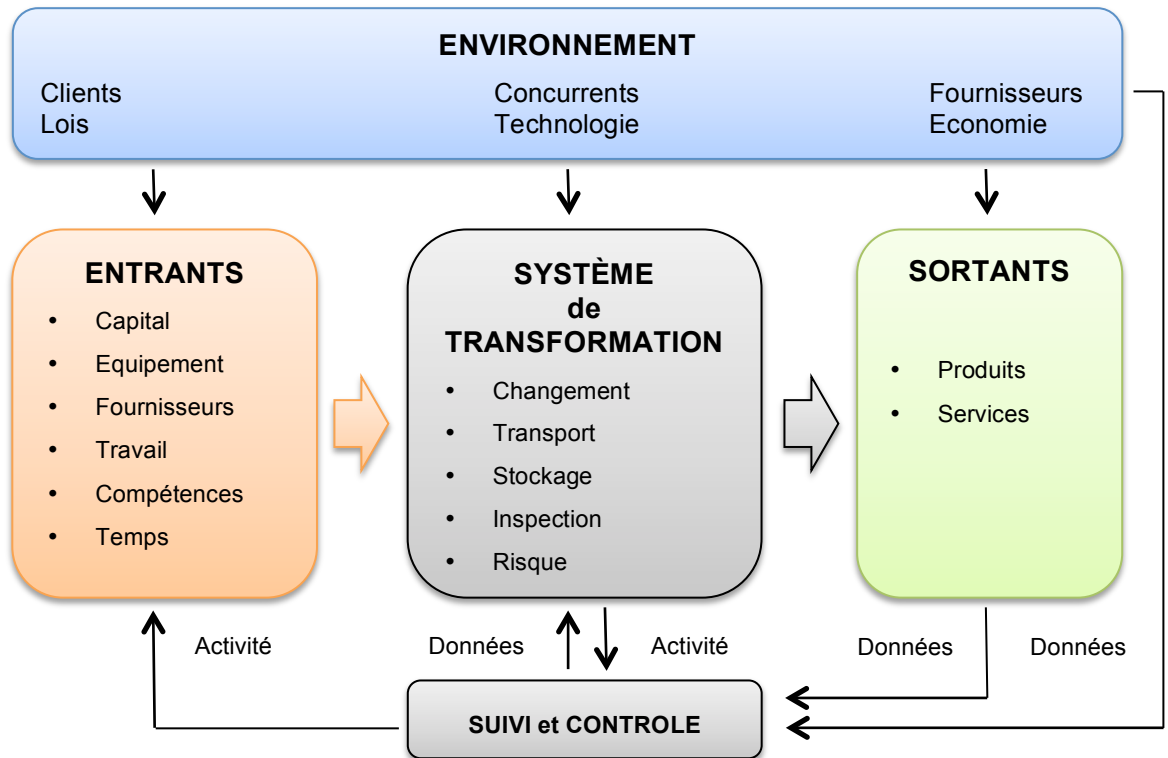 ENVIRONNEMENT
Clients
Concurrents
Fournisseurs
Lois
Technologie
Economie
ENTRANTS
• Capital
• Equipement
• Fournisseurs
• Travail
• Compétences
• Temps
SYSTÈME
de
TRANSFORMATION
• Changement
• Transport
• Stockage
• Inspection
• Risque
SORTANTS
• Produits
• Services
Activité
Données
Activité
Données
Données
SUIVI et CONTROLE